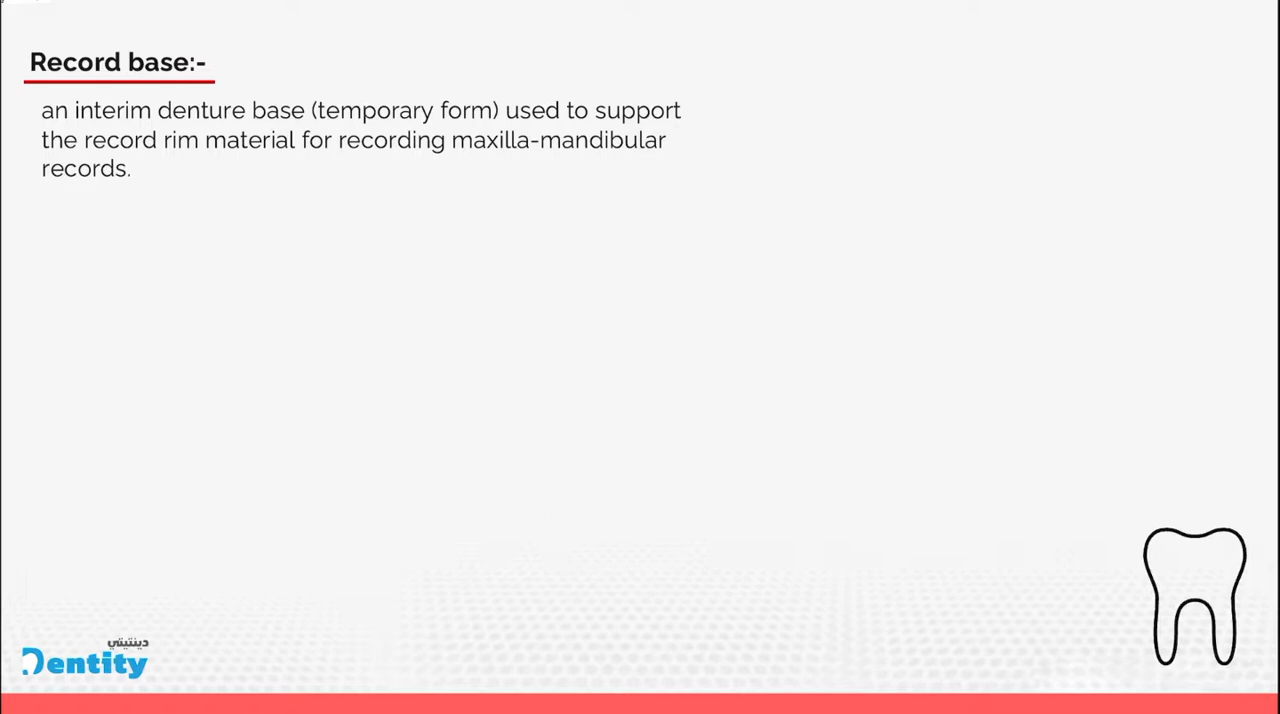 Record base:-
an interim denture base (temporary form) used to support
the record rim material for recording maxilla-mandibular
records.
دينتيتي
Dentity